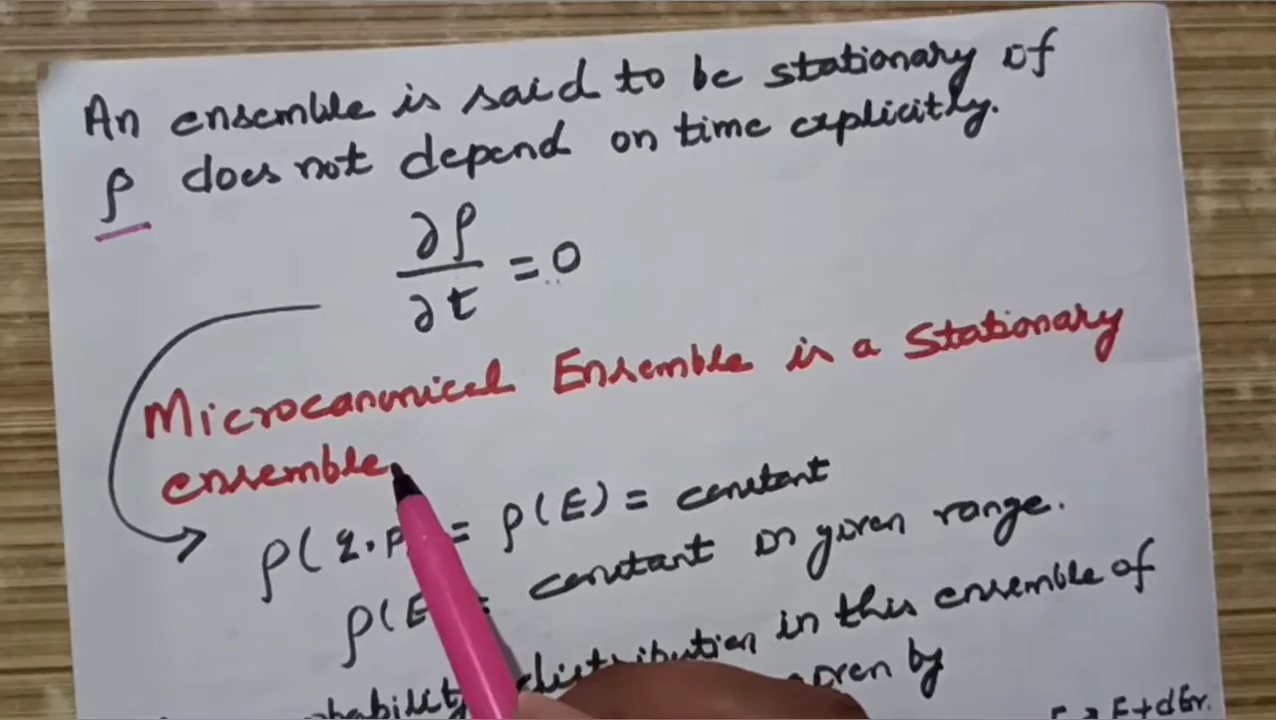 An ensemble is said to be stationary if
ρ does not depend on time explicitly.
∂ρ/∂t = 0
Microcanonical Ensemble is a Stationary
ensemble
ρ(q,p) = ρ(E) = constant
ρ(E) = constant in given range.
distribution in this ensemble of
given by
E & E+dE